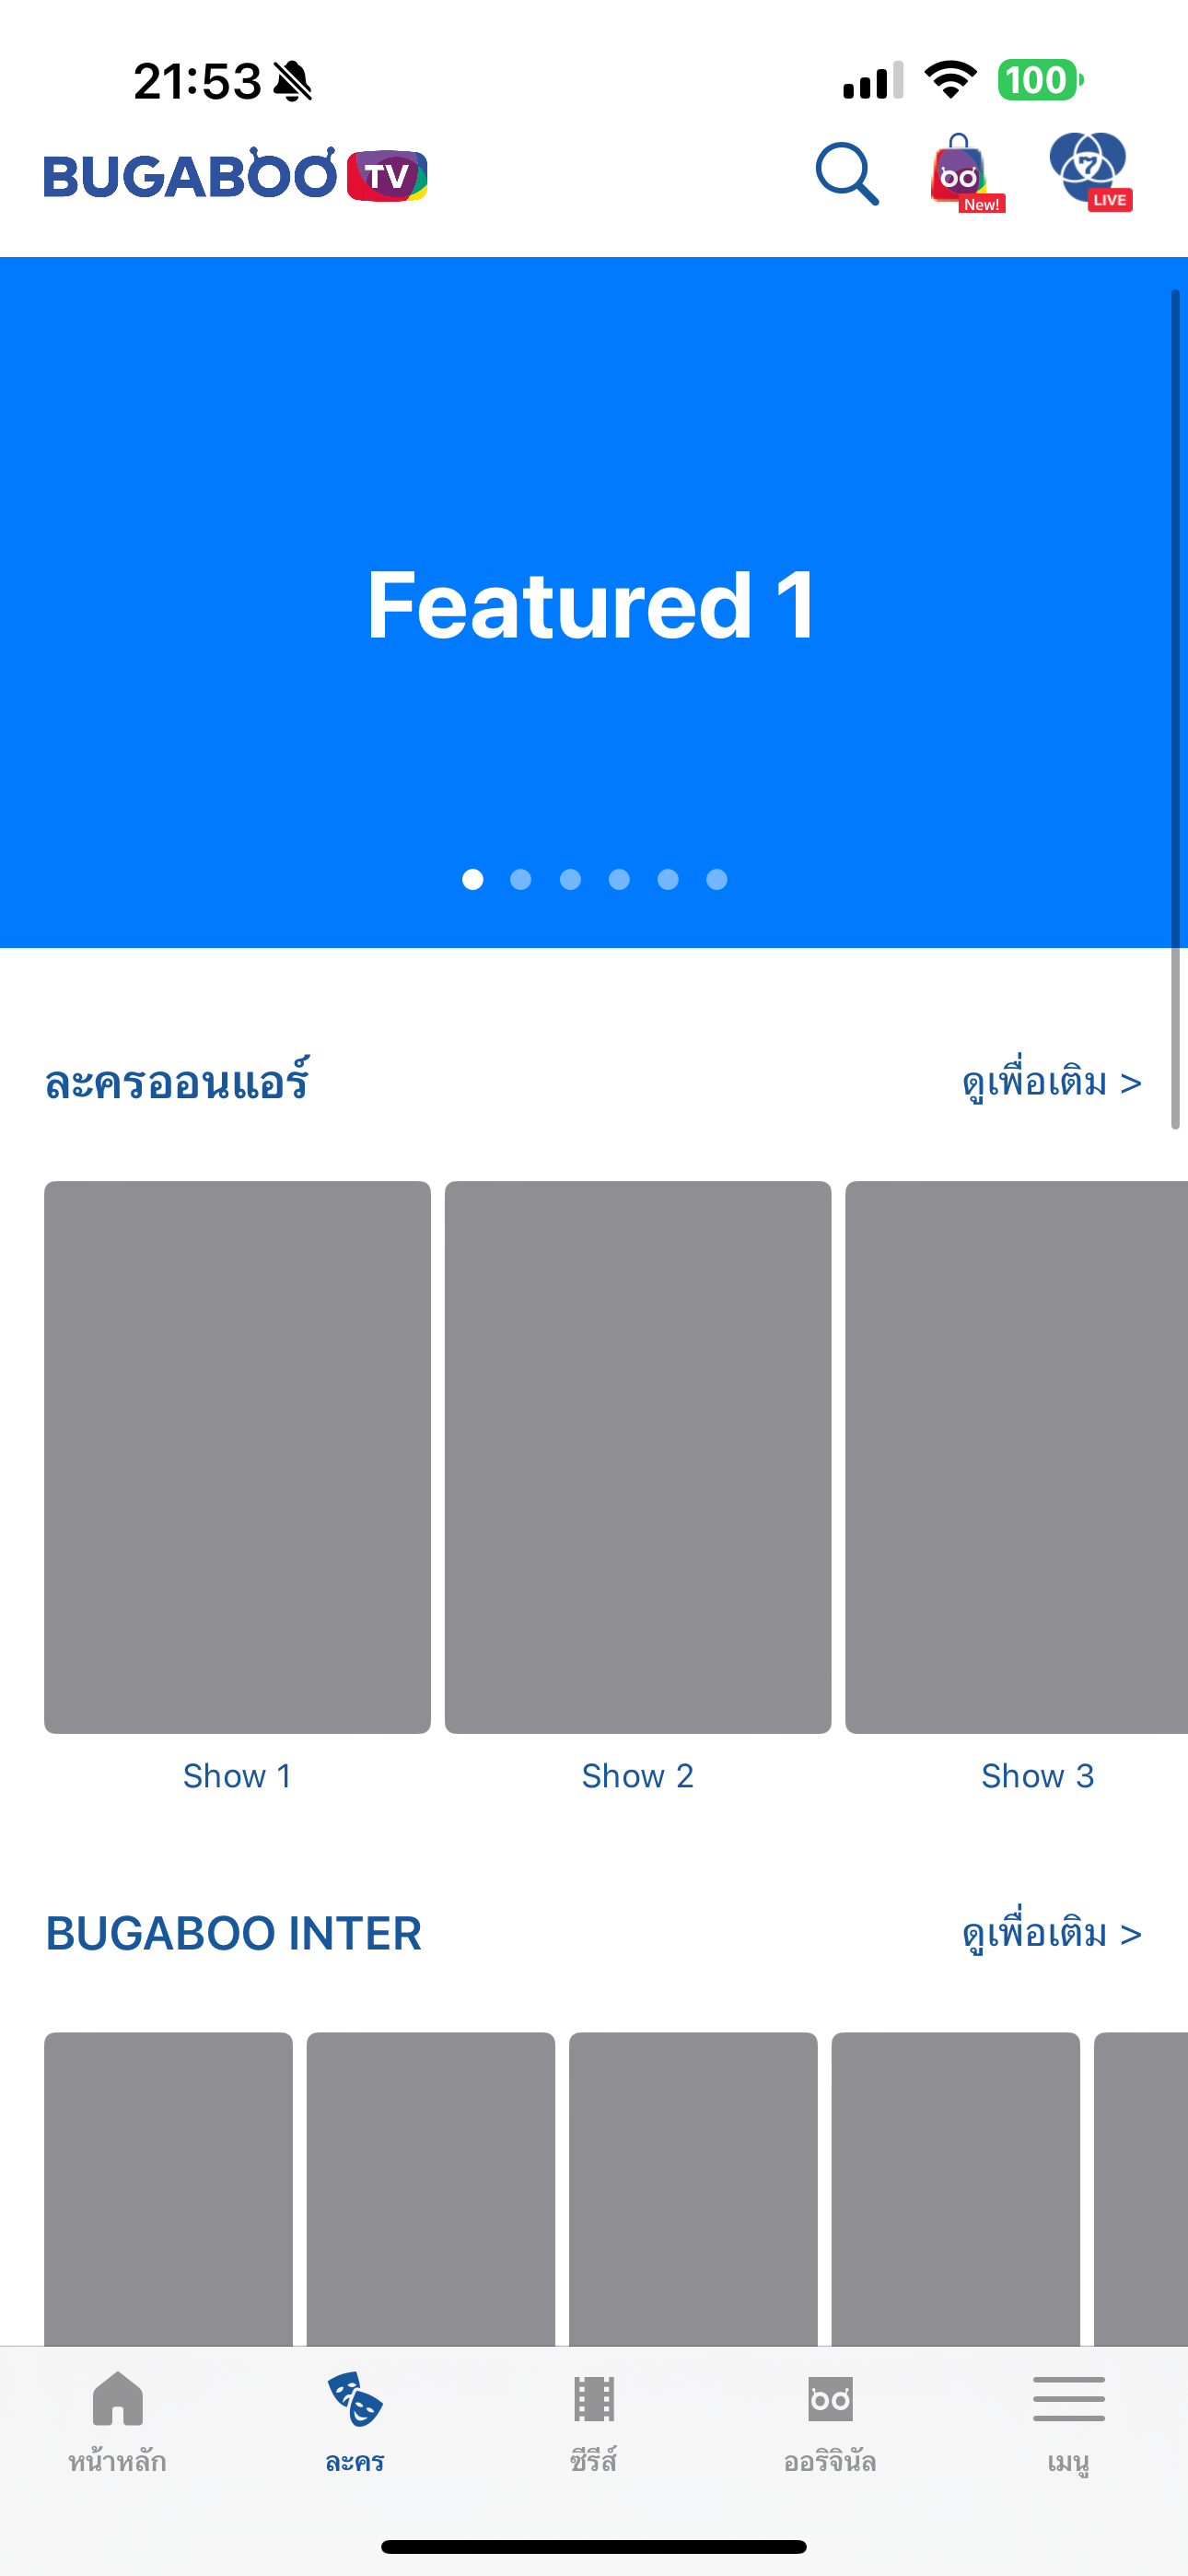 21:53
100
BUGABOO TV
New!
7 LIVE
Featured 1
ละครออนแอร์
ดูเพื่อเติม >
Show 1
Show 2
Show 3
BUGABOO INTER
ดูเพื่อเติม >
หน้าหลัก
ละคร
ซีรีส์
ออริจินัล
เมนู